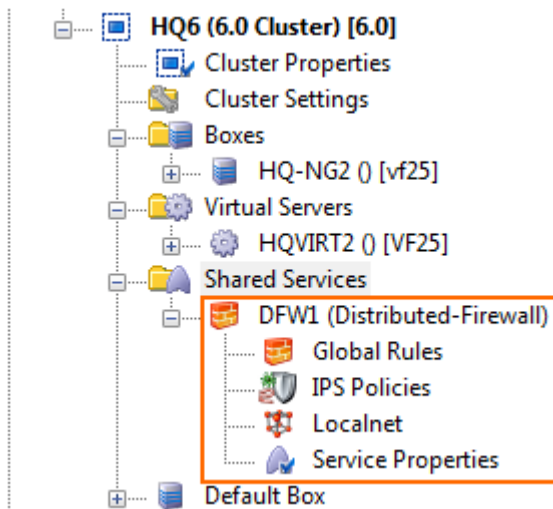 HQ6 (6.0 Cluster) [6.0]
Cluster Properties
Cluster Settings
Boxes
HQ-NG2 () [vf25]
Virtual Servers
HQVIRT2 () [VF25]
Shared Services
DFW1 (Distributed-Firewall)
Global Rules
IPS Policies
Localnet
Service Properties
Default Box